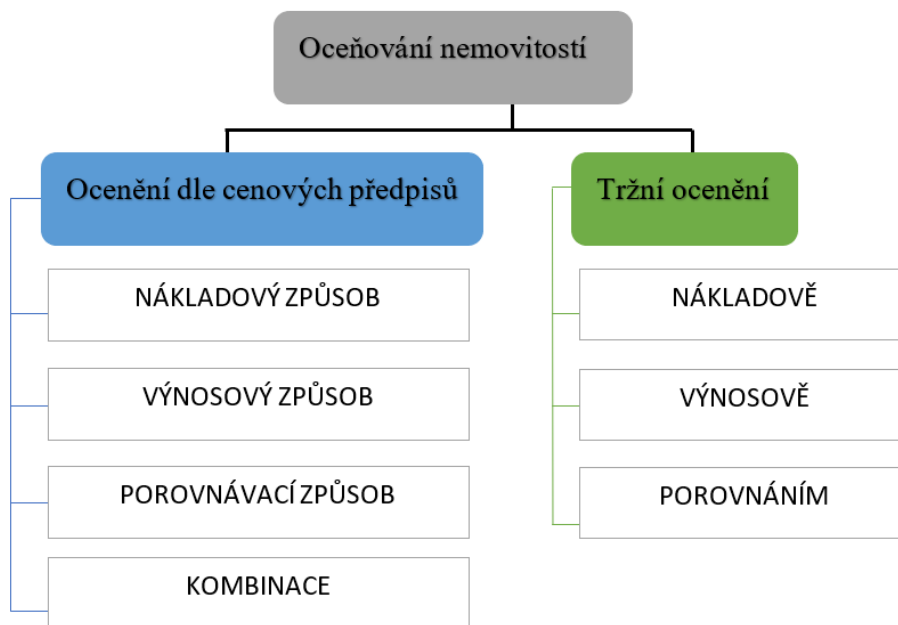 Oceňování nemovitostí
Ocenění dle cenových předpisů
NÁKLADOVÝ ZPŮSOB
VÝNOSOVÝ ZPŮSOB
POROVNÁVACÍ ZPŮSOB
KOMBINACE
Tržní ocenění
NÁKLADOVĚ
VÝNOSOVĚ
POROVNÁNÍM